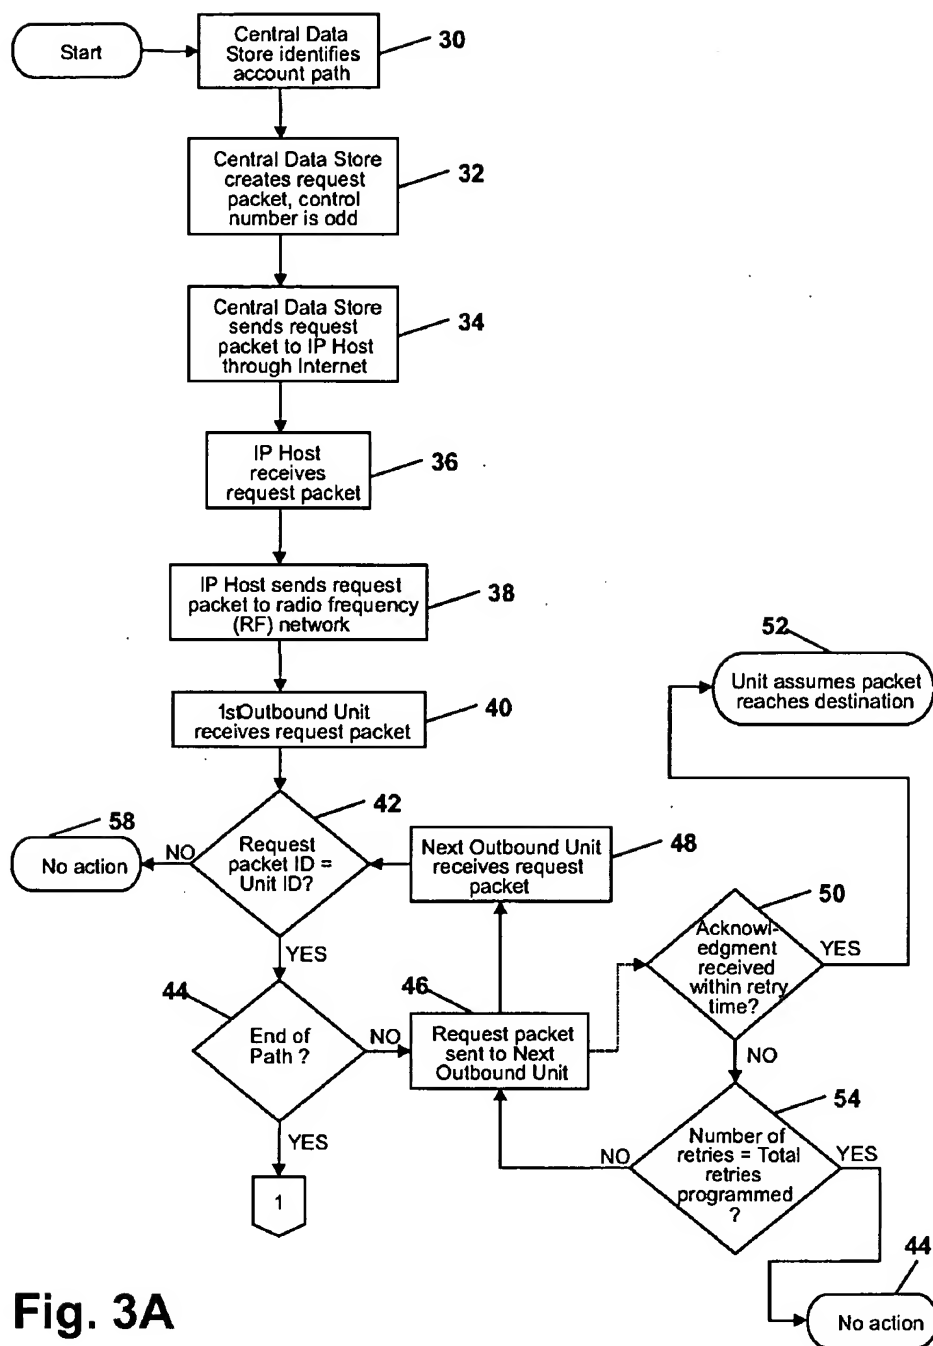 Start
Central Data
Store identifies
account path
30
Central Data Store
creates request
packet, control
number is odd
32
Central Data Store
sends request
packet to IP Host
through Internet
34
IP Host
receives
request packet
36
IP Host sends request
packet to radio frequency
(RF) network
38
52
Unit assumes packet
reaches destination
1stOutbound Unit
receives request packet
40
42
58
No action
NO
Request
packet ID =
Unit ID?
Next Outbound Unit
receives request
packet
48
50
Acknowl-
edgment
received
within retry
time?
YES
YES
44
End of
Path ?
NO
46
Request packet
sent to Next
Outbound Unit
NO
54
Number of
retries = Total
retries
programmed
?
NO
YES
YES
1
44
No action
Fig. 3A